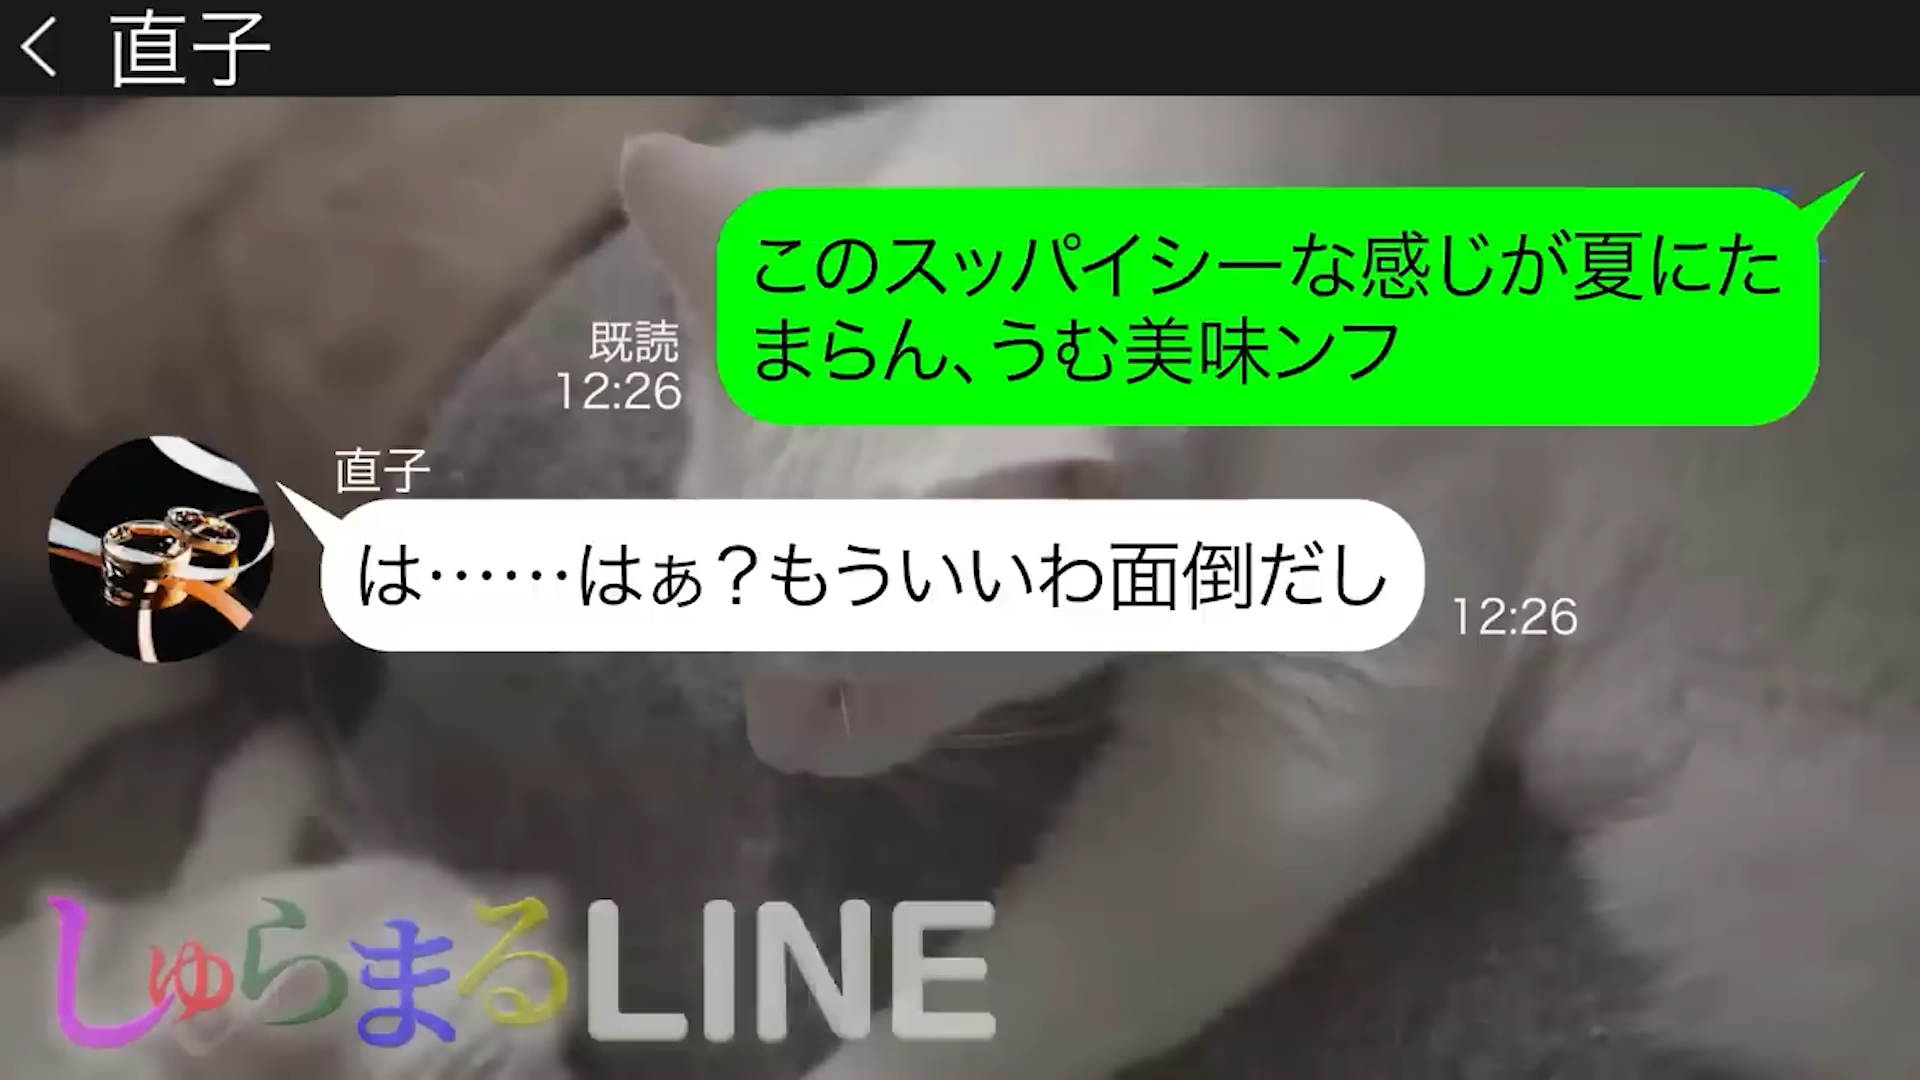 直子
このスッパイシーな感じが夏にた
まらん、うむ美味ンフ
既読
12:26
直子
は……はぁ?もういいわ面倒だし
12:26
しゅらまるLINE